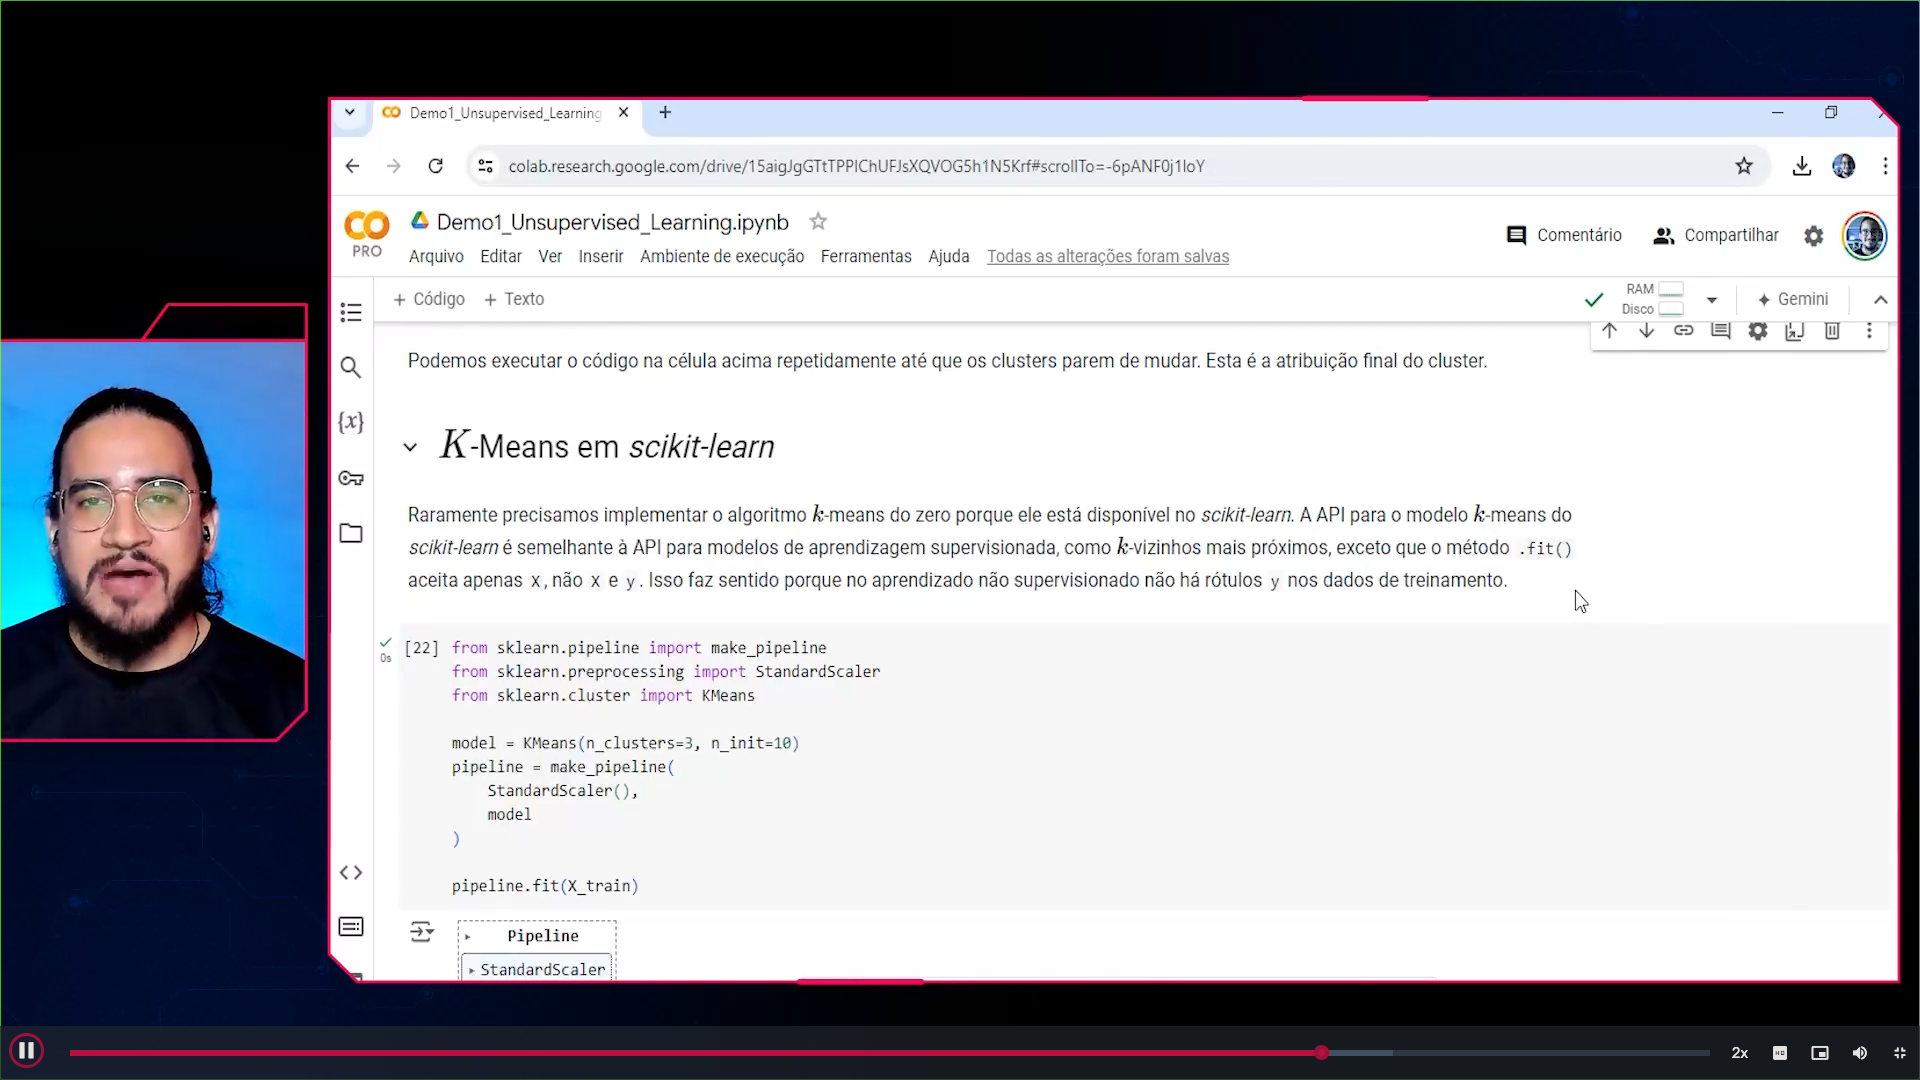 Demo1_Unsupervised_Learning
colab.research.google.com/drive/15aigJgGTtTPPIChUFJsXQVOG5h1N5Krf#scrollTo=-6pANF0j1IoY
CO
PRO
Demo1_Unsupervised_Learning.ipynb
Comentário
Compartilhar
Arquivo Editar Ver Inserir Ambiente de execução Ferramentas Ajuda Todas as alterações foram salvas
+ Código + Texto
RAM
Disco
Gemini
Podemos executar o código na célula acima repetidamente até que os clusters parem de mudar. Esta é a atribuição final do cluster.
K-Means em scikit-learn
Raramente precisamos implementar o algoritmo k-means do zero porque ele está disponível no scikit-learn. A API para o modelo k-means do
scikit-learn é semelhante à API para modelos de aprendizagem supervisionada, como k-vizinhos mais próximos, exceto que o método .fit()
aceita apenas X, não X e y. Isso faz sentido porque no aprendizado não supervisionado não há rótulos y nos dados de treinamento.
0s
[22] from sklearn.pipeline import make_pipeline
from sklearn.preprocessing import StandardScaler
from sklearn.cluster import KMeans
model = KMeans(n_clusters=3, n_init=10)
pipeline = make_pipeline(
StandardScaler(),
model
)
pipeline.fit(X_train)
Pipeline
StandardScaler
2x